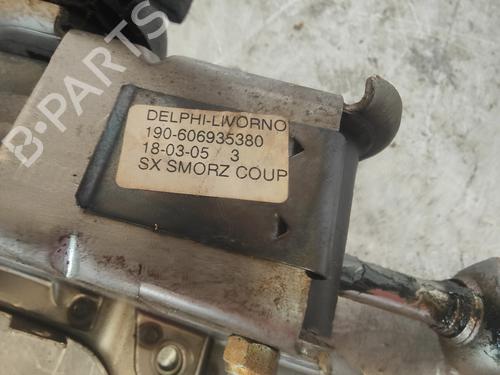 DELPHI-LIVORNO
190-606935380
18-03-05 3
SX SMORZ COUP
B-PARTS